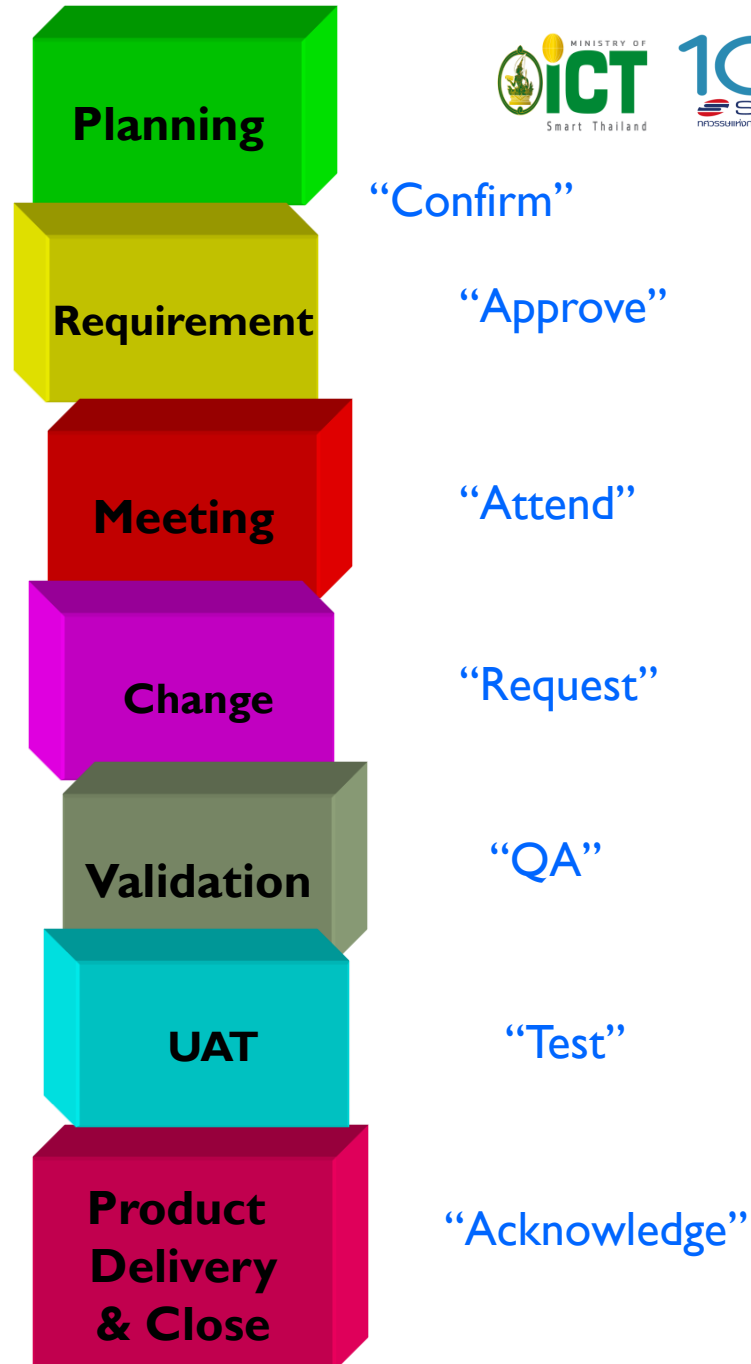 MINISTRY OF
ICT
Smart Thailand
Planning
“Confirm”
Requirement
“Approve”
Meeting
“Attend”
Change
“Request”
Validation
“QA”
UAT
“Test”
Product
Delivery
& Close
“Acknowledge”